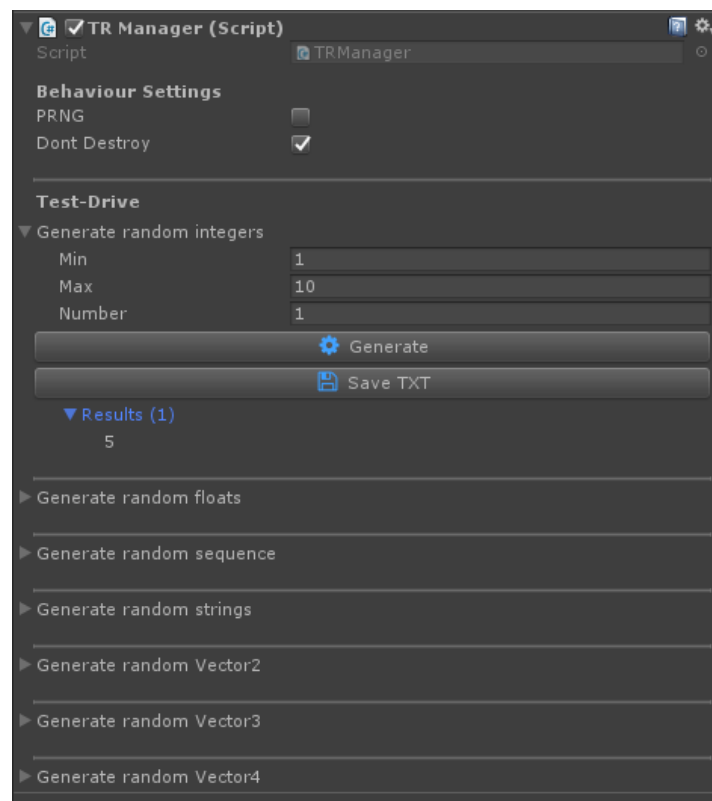 TR Manager (Script)
Script TRManager
Behaviour Settings
PRNG
Dont Destroy
Test-Drive
Generate random integers
Min 1
Max 10
Number 1
Generate
Save TXT
Results (1)
5
Generate random floats
Generate random sequence
Generate random strings
Generate random Vector2
Generate random Vector3
Generate random Vector4